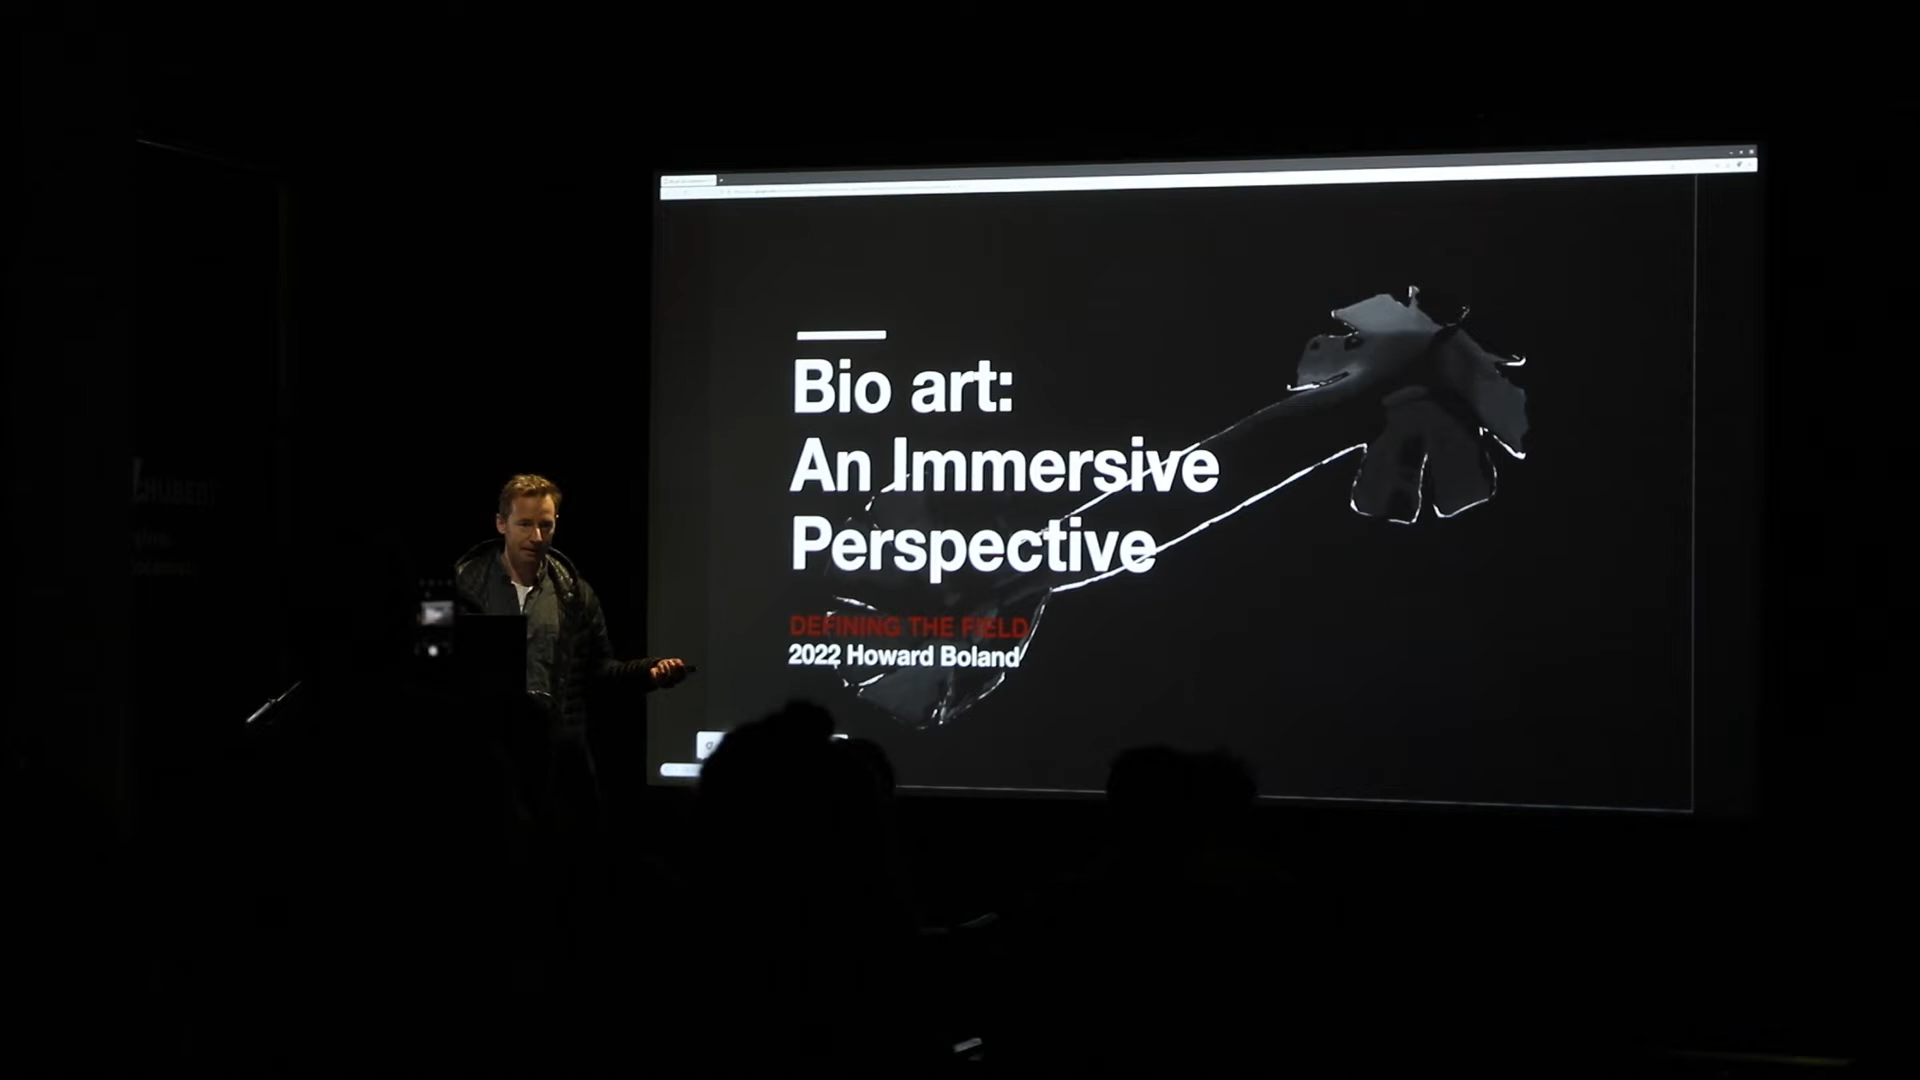 Bio art:
An Immersive
Perspective
DEFINING THE FIELD
2022 Howard Boland